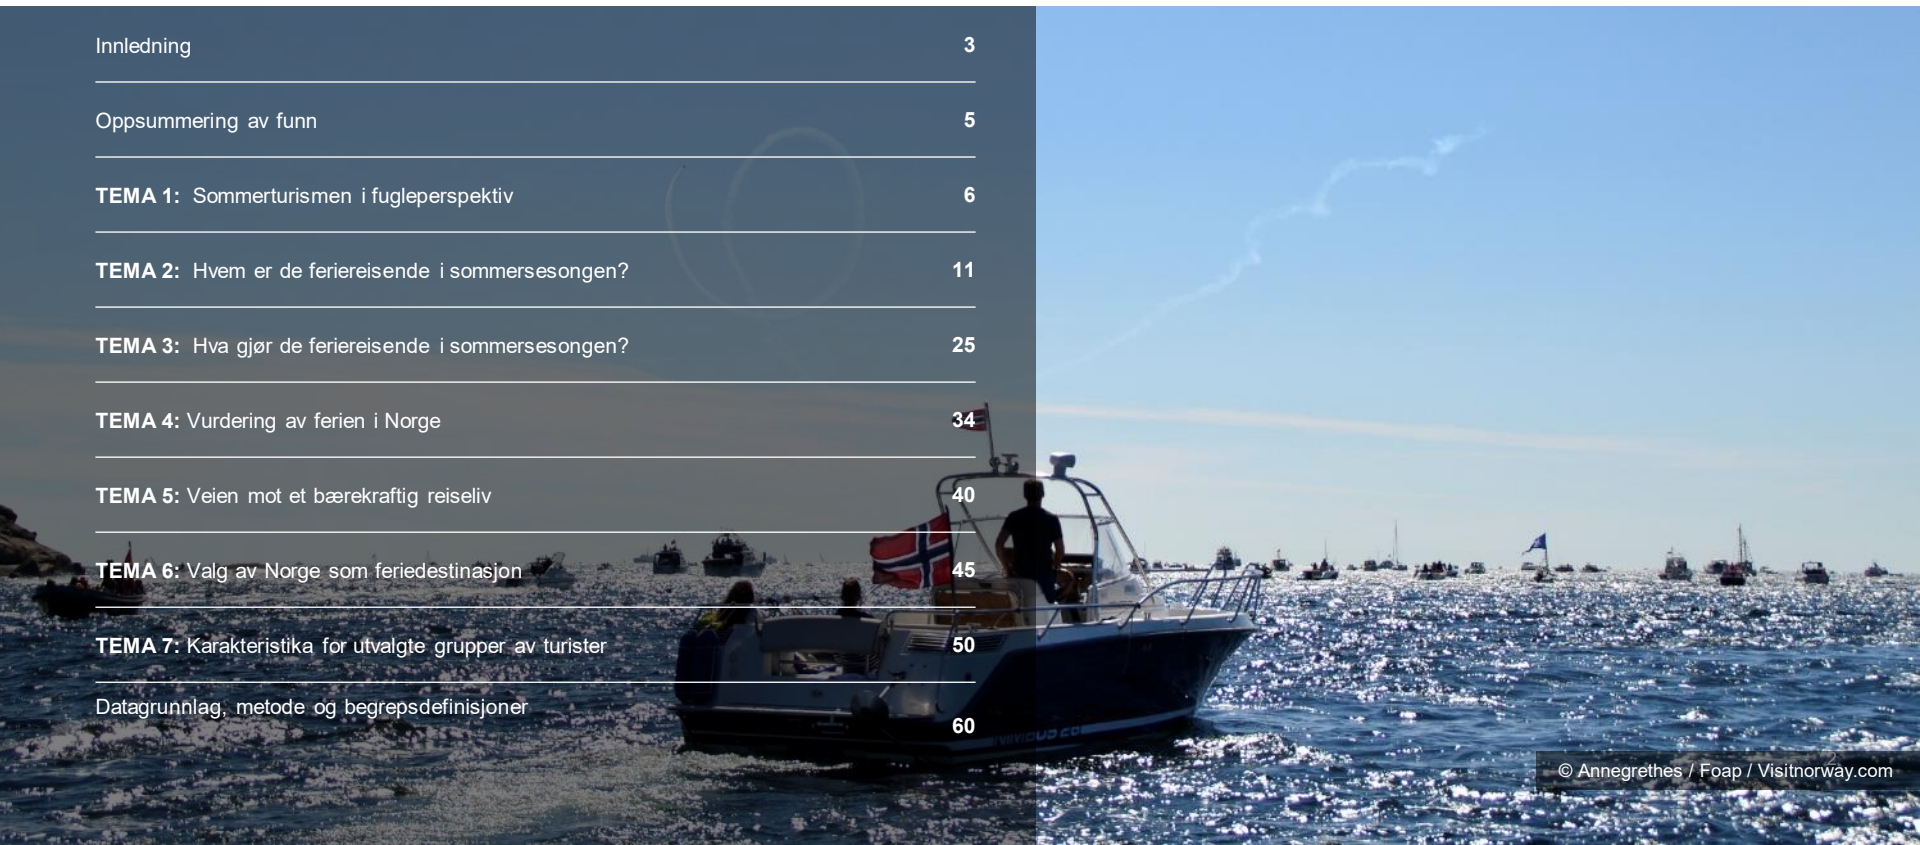 Innledning 3
Oppsummering av funn 5
TEMA 1: Sommerturismen i fugleperspektiv 6
TEMA 2: Hvem er de feriereisende i sommersesongen? 11
TEMA 3: Hva gjør de feriereisende i sommersesongen? 25
TEMA 4: Vurdering av ferien i Norge 34
TEMA 5: Veien mot et bærekraftig reiseliv 40
TEMA 6: Valg av Norge som feriedestinasjon 45
TEMA 7: Karakteristika for utvalgte grupper av turister 50
Datagrunnlag, metode og begrepsdefinisjoner 60
© Annegrethes / Foap / Visitnorway.com